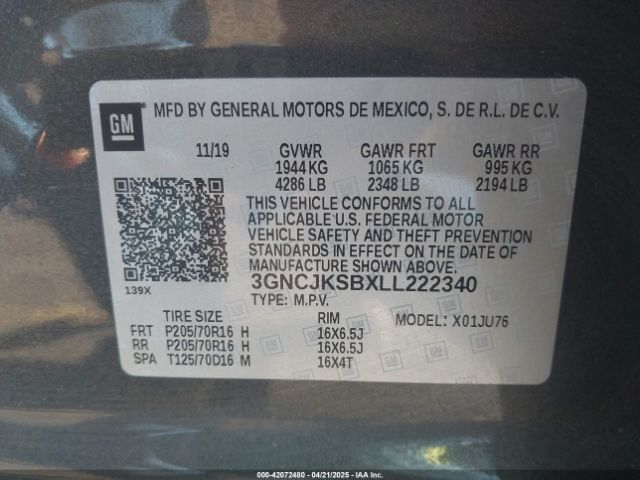 GM
MFD BY GENERAL MOTORS DE MEXICO, S. DE R.L. DE C.V.
11/19 GVWR GAWR FRT GAWR RR
1944 KG 1065 KG 995 KG
4286 LB 2348 LB 2194 LB
THIS VEHICLE CONFORMS TO ALL
APPLICABLE U.S. FEDERAL MOTOR
VEHICLE SAFETY AND THEFT PREVENTION
STANDARDS IN EFFECT ON THE DATE OF
MANUFACTURE SHOWN ABOVE.
139X
3GNCJKSBXLL222340
TYPE: M.P.V.
TIRE SIZE RIM MODEL: X01JU76
FRT P205/70R16 H 16X6.5J
RR P205/70R16 H 16X6.5J
SPA T125/70D16 M 16X4T
000-42072480 - 04/21/2025 - IAA Inc.